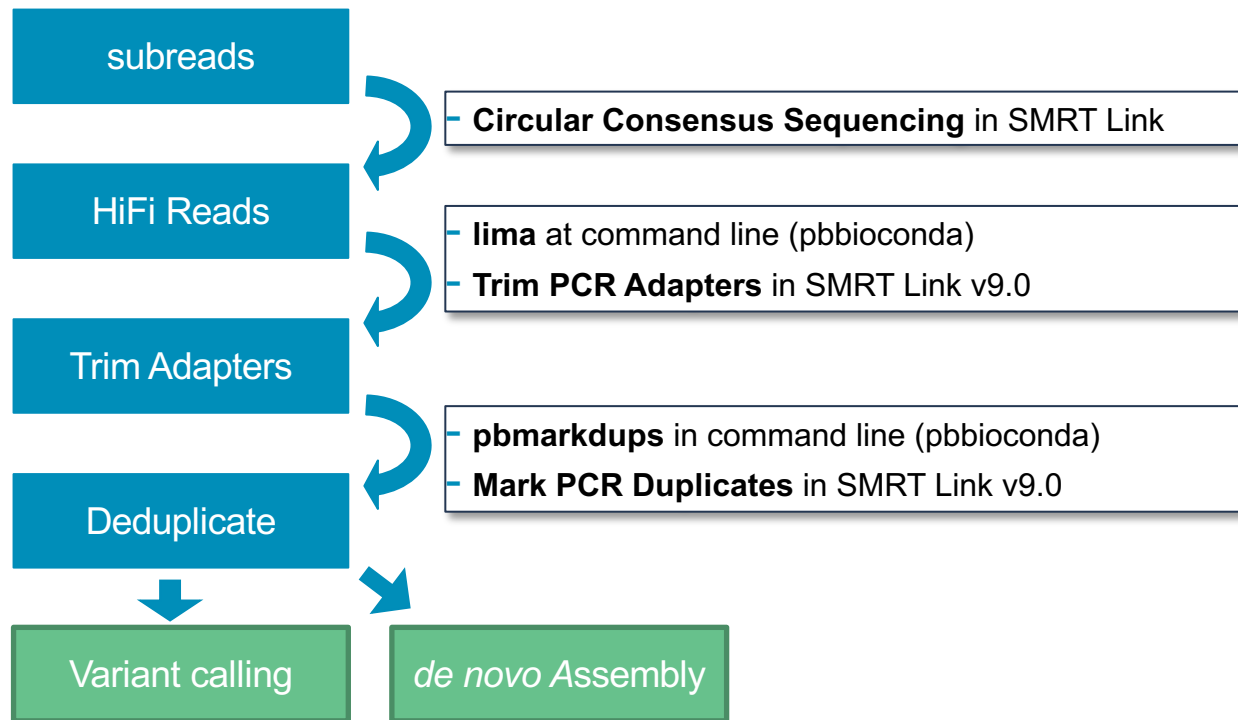 subreads
- Circular Consensus Sequencing in SMRT Link
HiFi Reads
- lima at command line (pbbioconda)
- Trim PCR Adapters in SMRT Link v9.0
Trim Adapters
- pbmarkdups in command line (pbbioconda)
- Mark PCR Duplicates in SMRT Link v9.0
Deduplicate
Variant calling
de novo Assembly